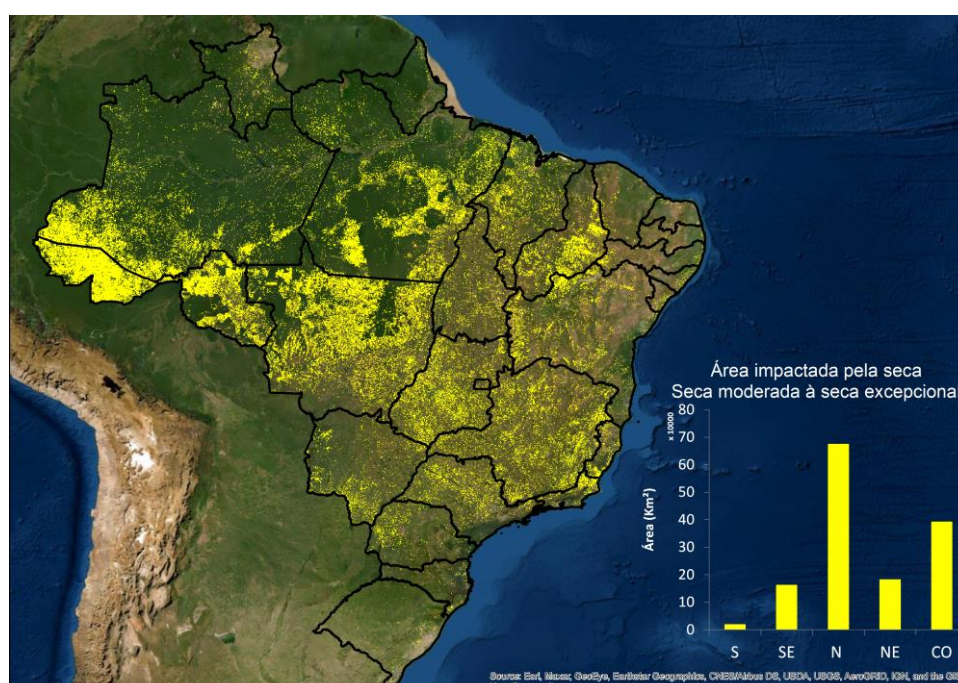 Área impactada pela seca
Seca moderada à seca excepciona
x 10000
80
70
60
50
40
30
20
10
0
Área (Km²)
S SE N NE CO
Source: Esri, Maxar, GeoEye, Earthstar Geographics, CNES/Airbus DS, USDA, USGS, AeroGRID, IGN, and the GIS